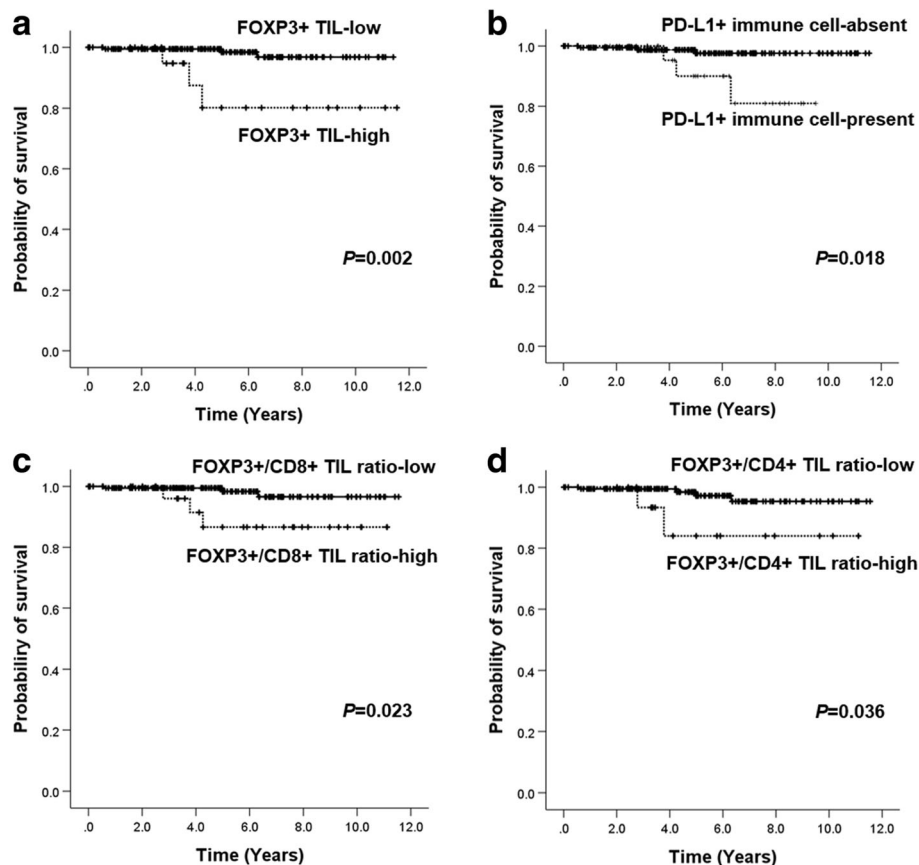 a
FOXP3+ TIL-low
1.0
0.8
FOXP3+ TIL-high
0.6
0.4
P=0.002
0.2
0.0
.0 2.0 4.0 6.0 8.0 10.0 12.0
Time (Years)
Probability of survival
b
PD-L1+ immune cell-absent
1.0
0.8
PD-L1+ immune cell-present
0.6
0.4
P=0.018
0.2
0.0
.0 2.0 4.0 6.0 8.0 10.0 12.0
Time (Years)
Probability of survival
c
FOXP3+/CD8+ TIL ratio-low
1.0
0.8
FOXP3+/CD8+ TIL ratio-high
0.6
0.4
P=0.023
0.2
0.0
.0 2.0 4.0 6.0 8.0 10.0 12.0
Time (Years)
Probabiliry of survival
d
FOXP3+/CD4+ TIL ratio-low
1.0
0.8
FOXP3+/CD4+ TIL ratio-high
0.6
0.4
P=0.036
0.2
0.0
.0 2.0 4.0 6.0 8.0 10.0 12.0
Time (Years)
Probability of survival